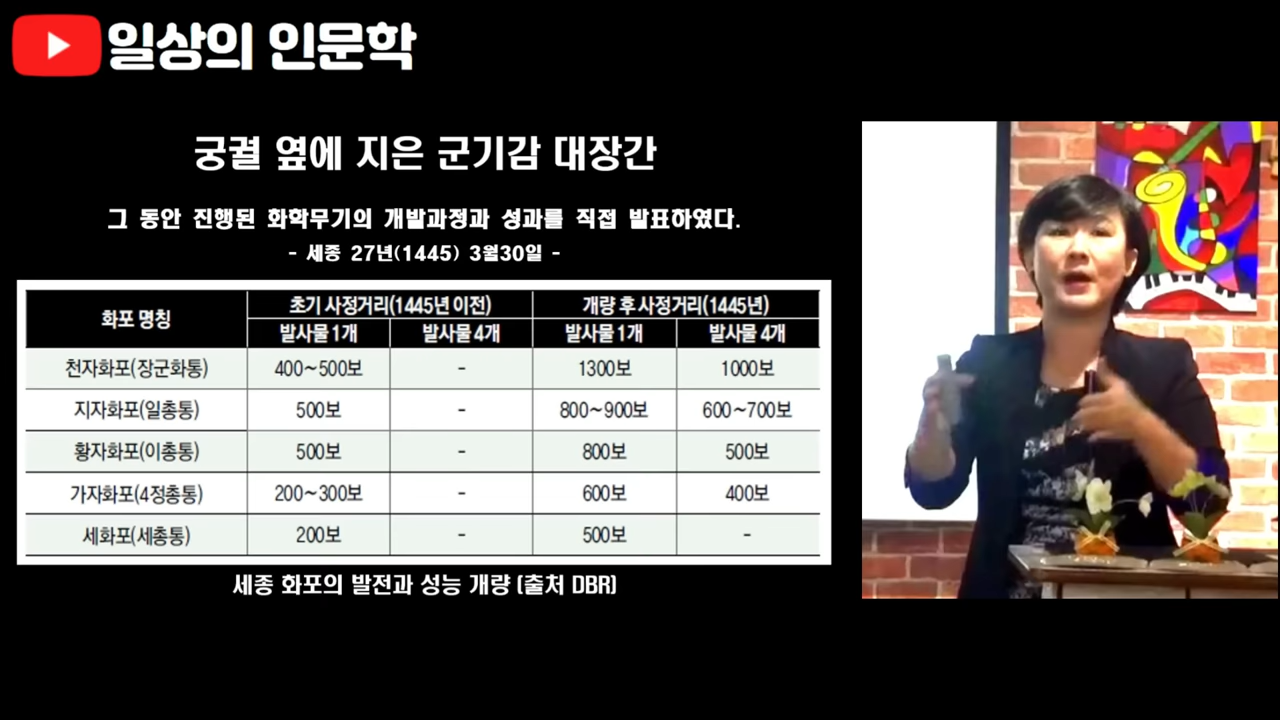 일상의 인문학
궁궐 옆에 지은 군기감 대장간
그 동안 진행된 화학무기의 개발과정과 성과를 직접 발표하였다.
- 세종 27년(1445) 3월30일 -
화포 명칭 초기 사정거리(1445년 이전) 개량 후 사정거리(1445년)
발사물 1개 발사물 4개 발사물 1개 발사물 4개
천자화포(장군화통) 400~500보 - 1300보 1000보
지자화포(일총통) 500보 - 800~900보 600~700보
황자화포(이총통) 500보 - 800보 500보
가자화포(4정총통) 200~300보 - 600보 400보
세화포(세총통) 200보 - 500보 -
세종 화포의 발전과 성능 개량 (출처 DBR)